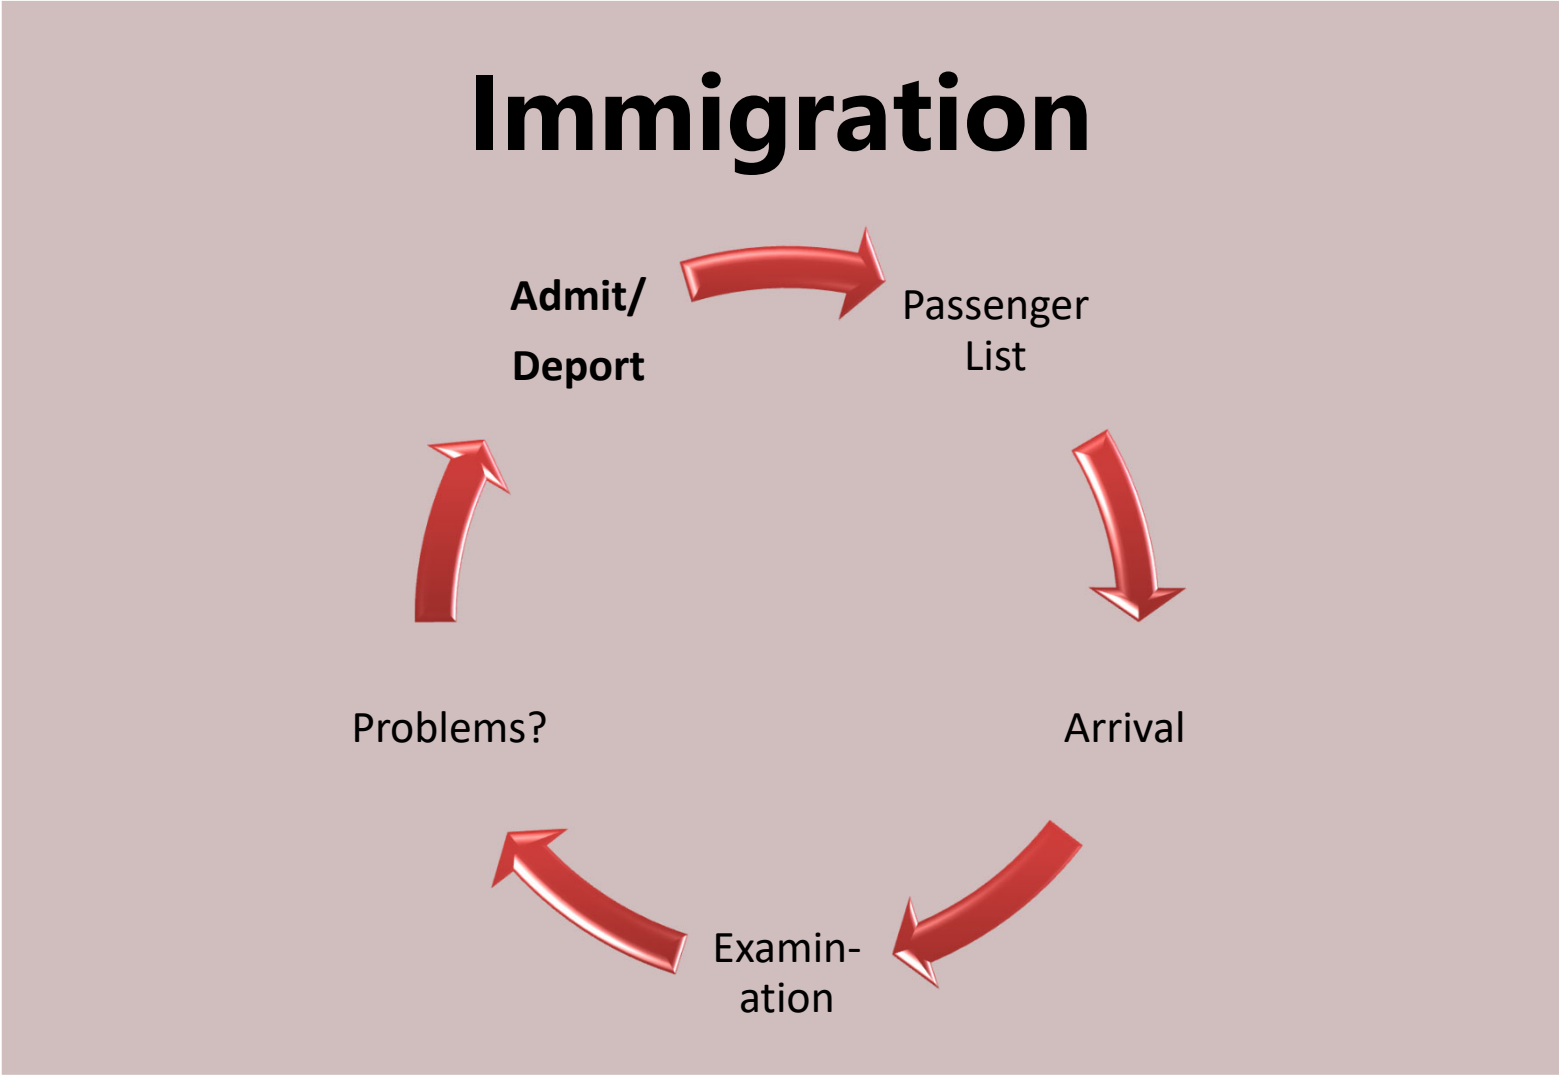 Immigration
Admit/
Deport
Passenger
List
Arrival
Examin-
ation
Problems?